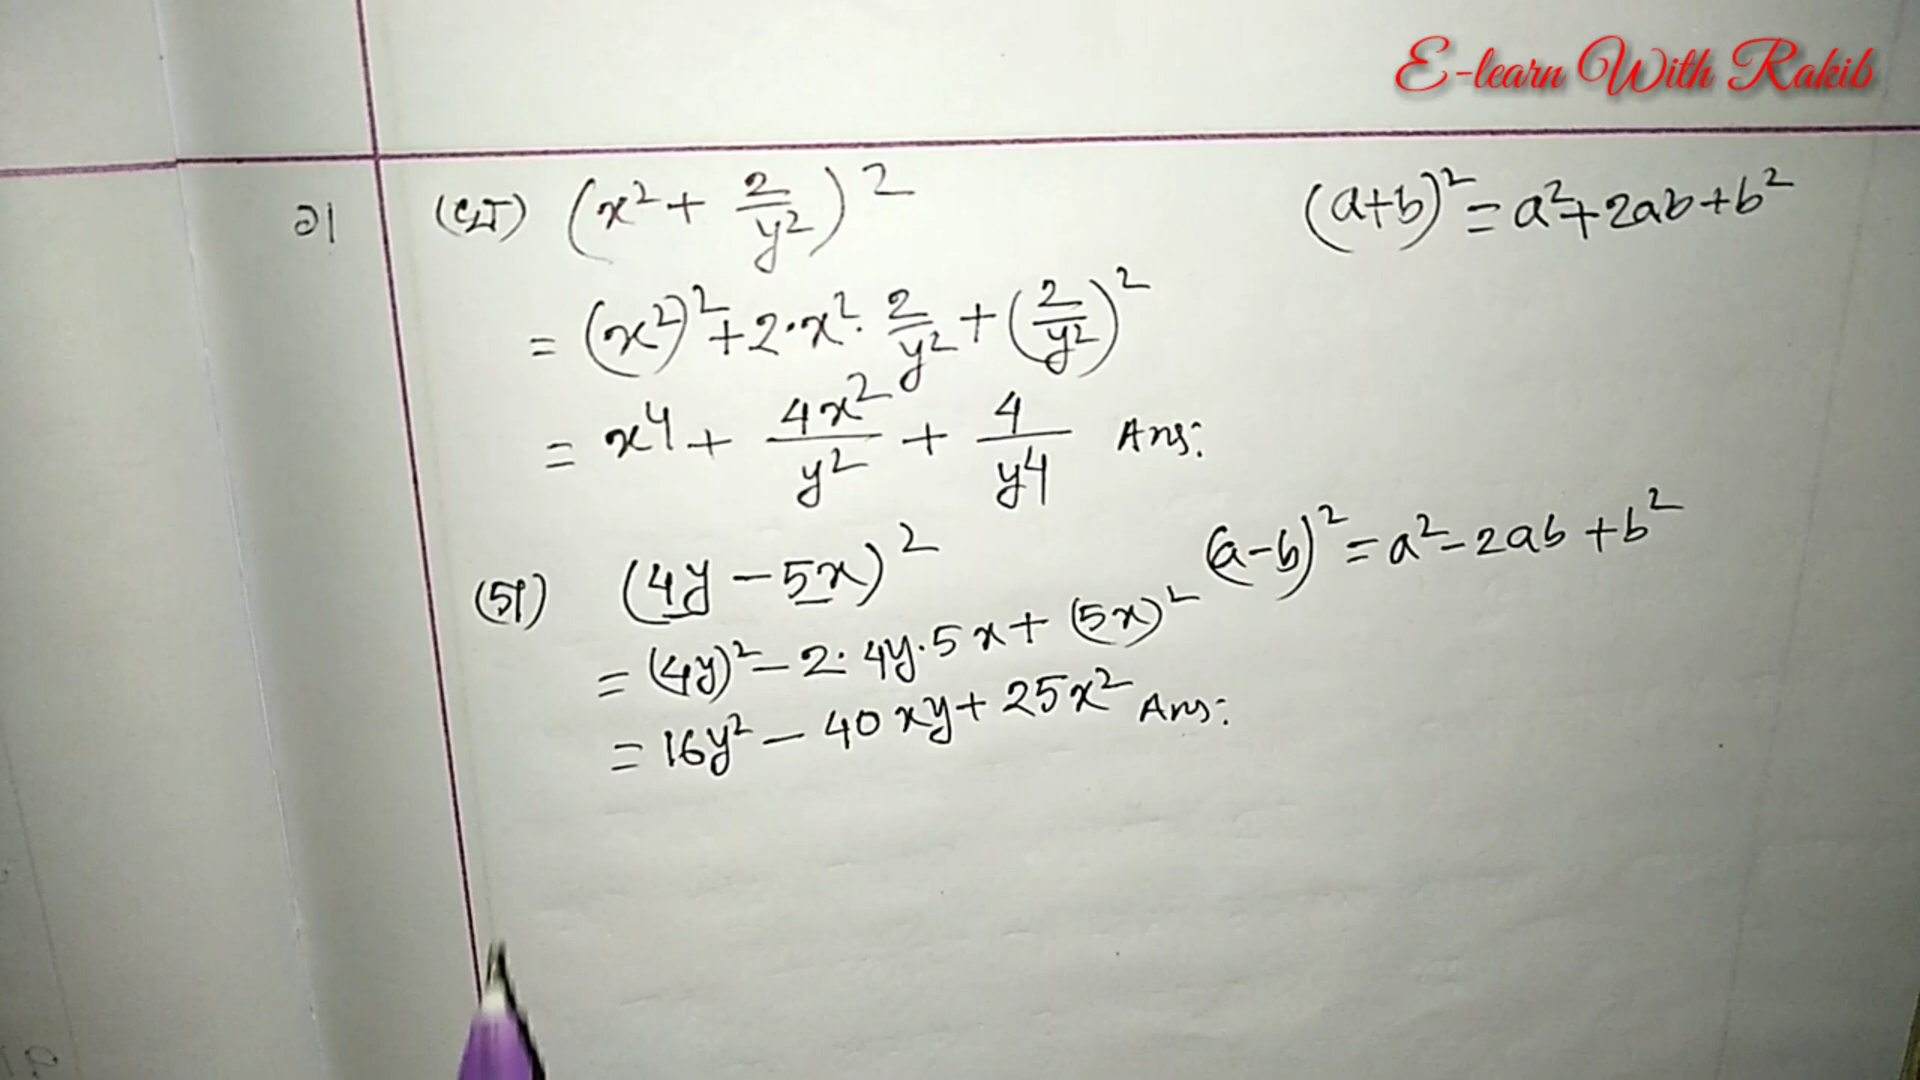 E-learn With Rakib
১। (খ) (x² + 2/y²)² (a+b)² = a²+2ab+b²
= (x²)² + 2·x²·2/y² + (2/y²)²
= x⁴ + 4x²/y² + 4/y⁴ Ans:
(গ) (4y – 5x)² (a-b)² = a²-2ab+b²
= (4y)² – 2·4y·5x + (5x)²
= 16y² – 40xy + 25x² Ans: